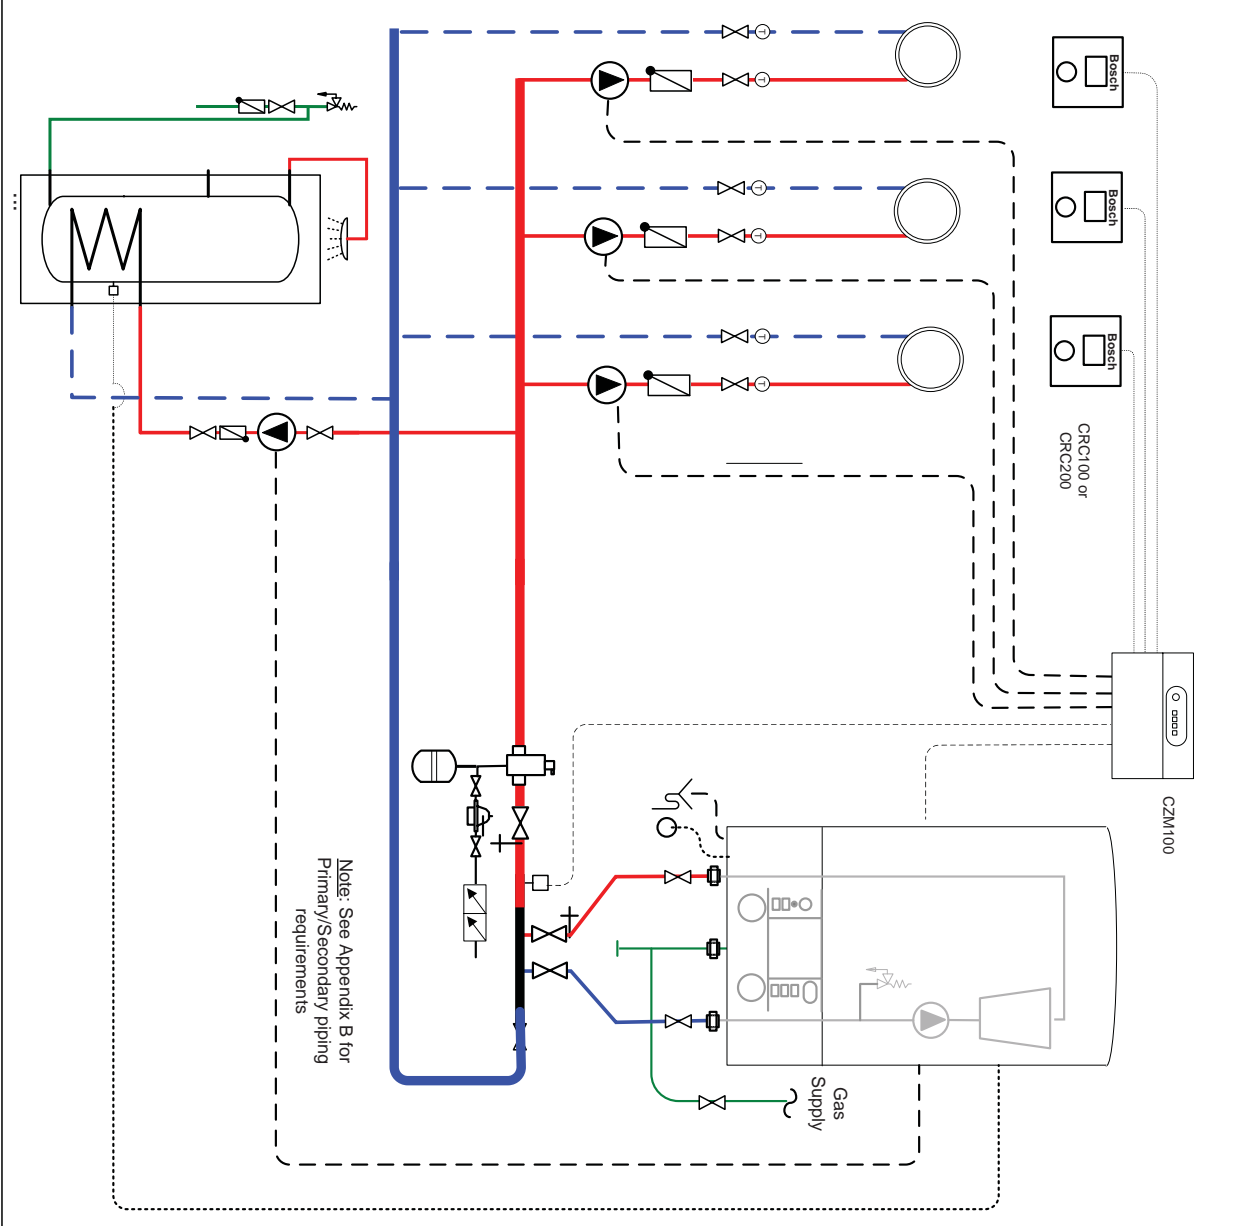 Bosch
Bosch
Bosch
CRC100 or
CRC200
CZM100
T
T
T
T
T
T
Note: See Appendix B for
Primary/Secondary piping
requirements
Gas
Supply